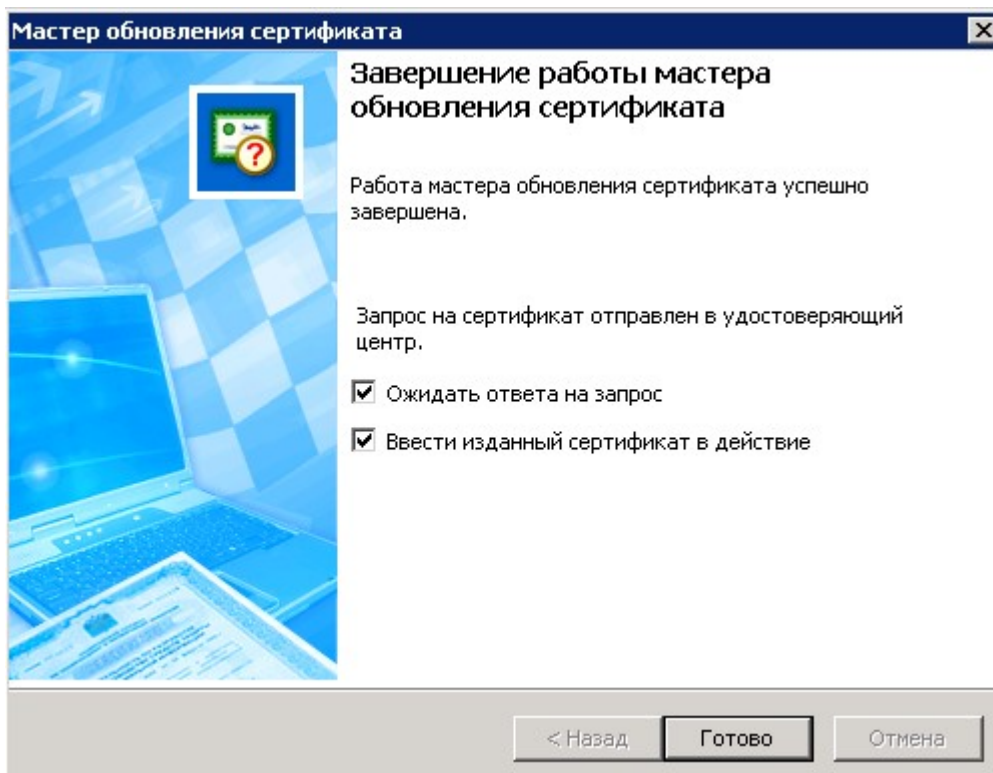 Мастер обновления сертификата
Завершение работы мастера
обновления сертификата
Работа мастера обновления сертификата успешно
завершена.
Запрос на сертификат отправлен в удостоверяющий
центр.
Ожидать ответа на запрос
Ввести изданный сертификат в действие
< Назад
Готово
Отмена